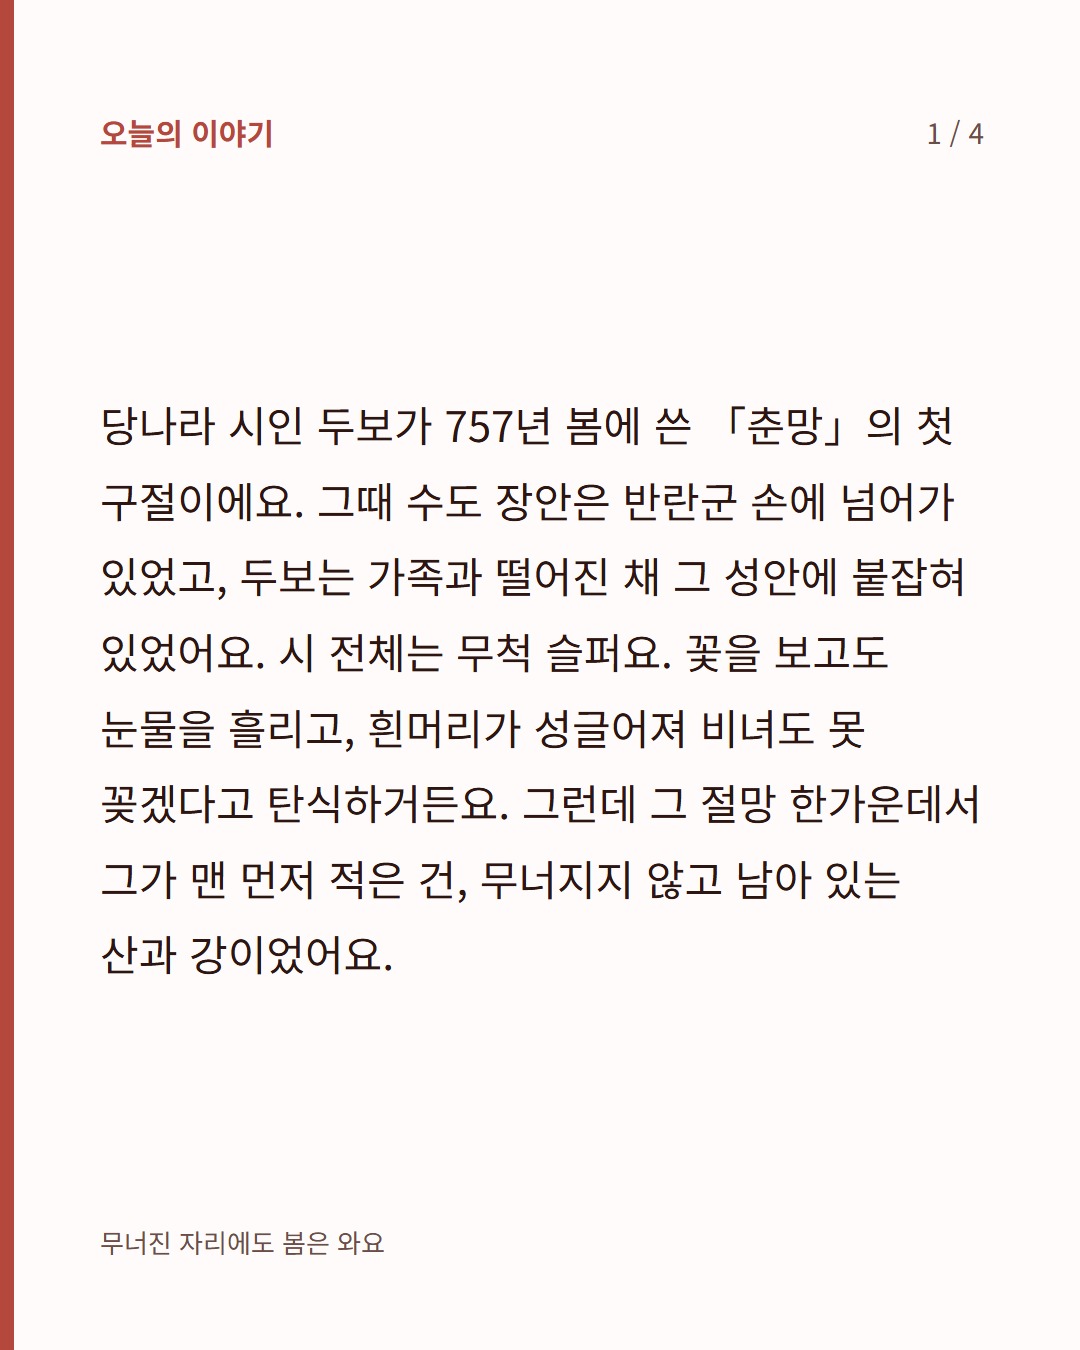 오늘의 이야기
1 / 4
당나라 시인 두보가 757년 봄에 쓴 「춘망」의 첫
구절이에요. 그때 수도 장안은 반란군 손에 넘어가
있었고, 두보는 가족과 떨어진 채 그 성안에 붙잡혀
있었어요. 시 전체는 무척 슬퍼요. 꽃을 보고도
눈물을 흘리고, 흰머리가 성글어져 비녀도 못
꽂겠다고 탄식하거든요. 그런데 그 절망 한가운데서
그가 맨 먼저 적은 건, 무너지지 않고 남아 있는
산과 강이었어요.
무너진 자리에도 봄은 와요